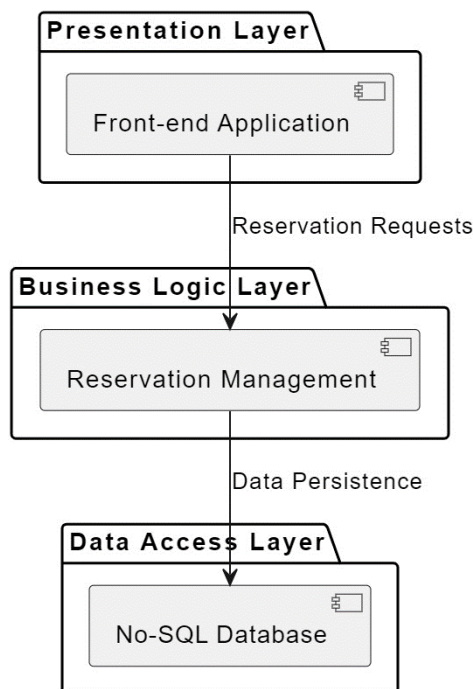 Presentation Layer
Front-end Application
Reservation Requests
Business Logic Layer
Reservation Management
Data Persistence
Data Access Layer
No-SQL Database